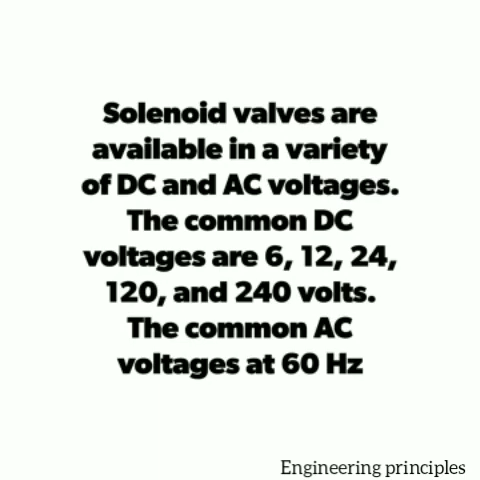 Solenoid valves are
available in a variety
of DC and AC voltages.
The common DC
voltages are 6, 12, 24,
120, and 240 volts.
The common AC
voltages at 60 Hz
Engineering principles